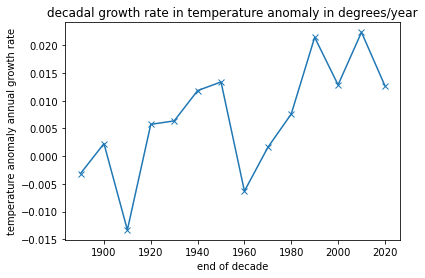 decadal growth rate in temperature anomaly in degrees/year
temperature anomaly annual growth rate
0.020
0.015
0.010
0.005
0.000
−0.005
−0.010
−0.015
1900 1920 1940 1960 1980 2000 2020
end of decade